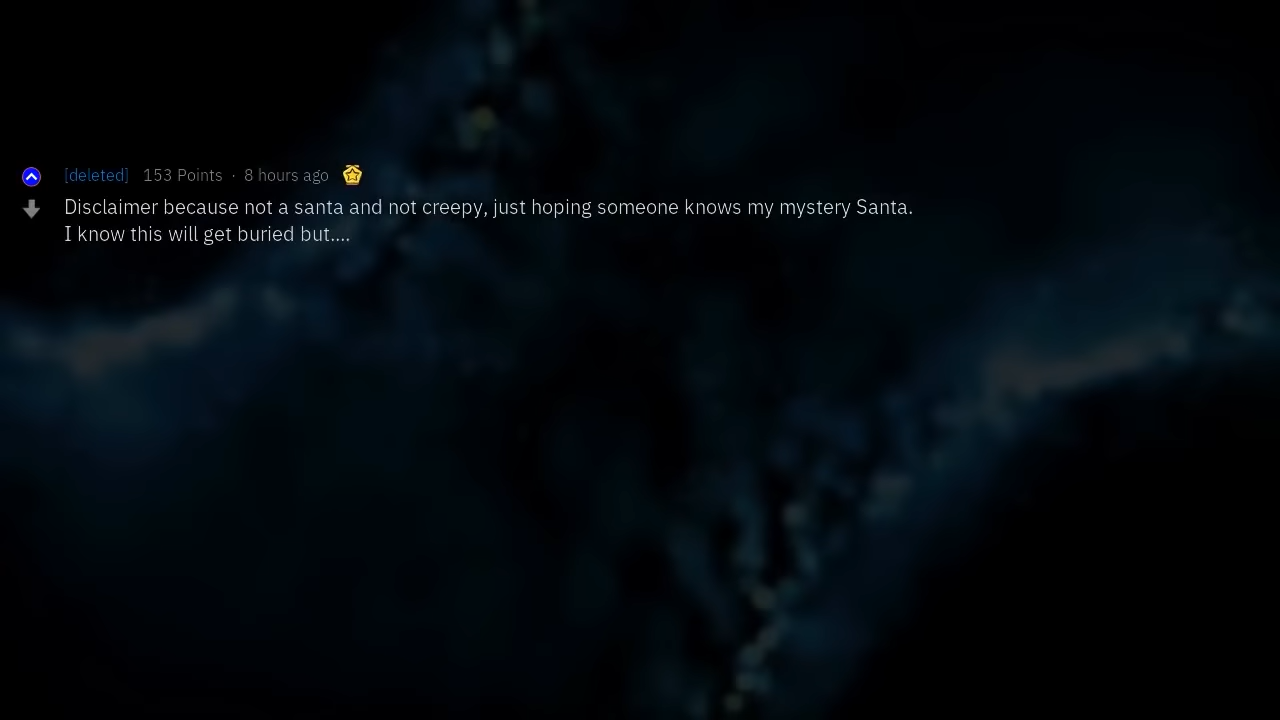 [deleted] 153 Points · 8 hours ago
Disclaimer because not a santa and not creepy, just hoping someone knows my mystery Santa.
I know this will get buried but....